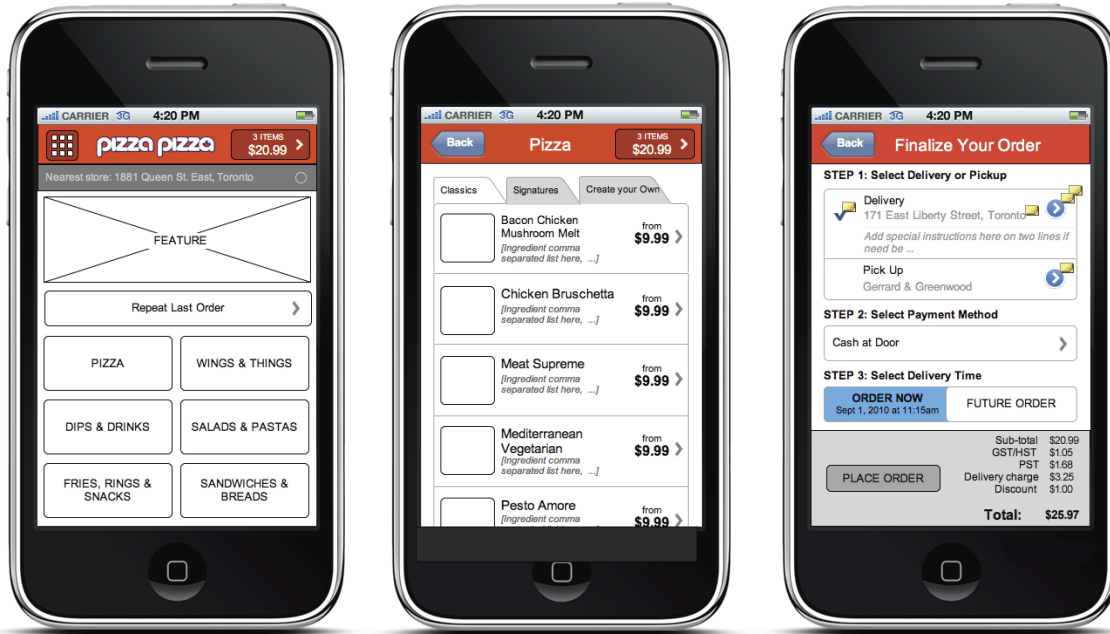 CARRIER 3G 4:20 PM
pizza pizza
3 ITEMS
$20.99
Nearest store: 1881 Queen St. East, Toronto
FEATURE
Repeat Last Order
PIZZA
WINGS & THINGS
DIPS & DRINKS
SALADS & PASTAS
FRIES, RINGS &
SNACKS
SANDWICHES &
BREADS
CARRIER 3G 4:20 PM
Back
Pizza
3 ITEMS
$20.99
Classics
Signatures
Create your Own
Bacon Chicken
Mushroom Melt
[Ingredient comma
separated list here, ...]
from
$9.99
Chicken Bruschetta
[Ingredient comma
separated list here, ...]
from
$9.99
Meat Supreme
[Ingredient comma
separated list here, ...]
from
$9.99
Mediterranean
Vegetarian
[Ingredient comma
separated list here, ...]
from
$9.99
Pesto Amore
[Ingredient comma
separated list here, ...]
from
$9.99
CARRIER 3G 4:20 PM
Back
Finalize Your Order
STEP 1: Select Delivery or Pickup
Delivery
171 East Liberty Street, Toronto
Add special instructions here on two lines if
need be ...
Pick Up
Gerrard & Greenwood
STEP 2: Select Payment Method
Cash at Door
STEP 3: Select Delivery Time
ORDER NOW
Sept 1, 2010 at 11:15am
FUTURE ORDER
PLACE ORDER
Sub-total $20.99
GST/HST $1.05
PST $1.68
Delivery charge $3.25
Discount $1.00
Total: $25.97